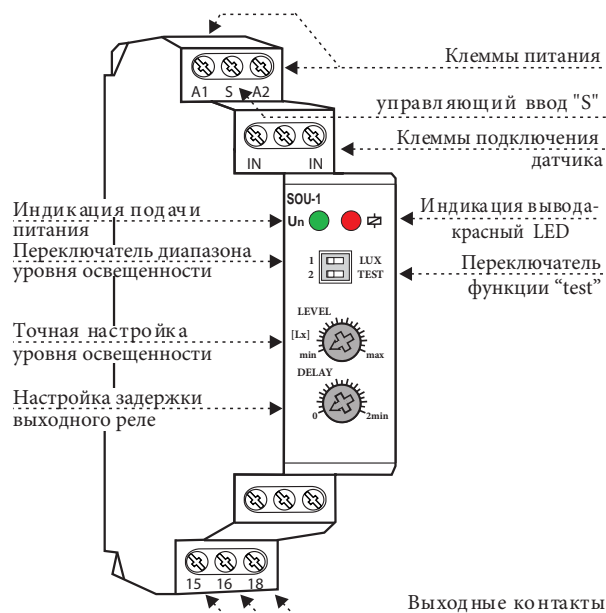 Клеммы питания
A1 S A2
управляющий ввод "S"
Клеммы подключения
датчика
IN IN
SOU-1
Un
Индикация подачи
питания
Индикация вывода-
красный LED
Переключатель диапазона
уровня освещенности
1 LUX
2 TEST
Переключатель
функции “test”
LEVEL
[Lx]
min max
Точная настройка
уровня освещенности
DELAY
0 2min
Настройка задержки
выходного реле
15 16 18
Выходные контакты